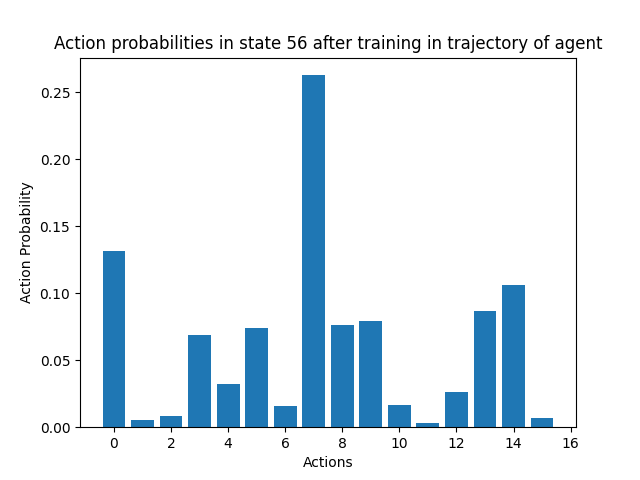 Action probabilities in state 56 after training in trajectory of agent
0.25
0.20
0.15
0.10
0.05
0.00
Action Probability
0 2 4 6 8 10 12 14 16
Actions